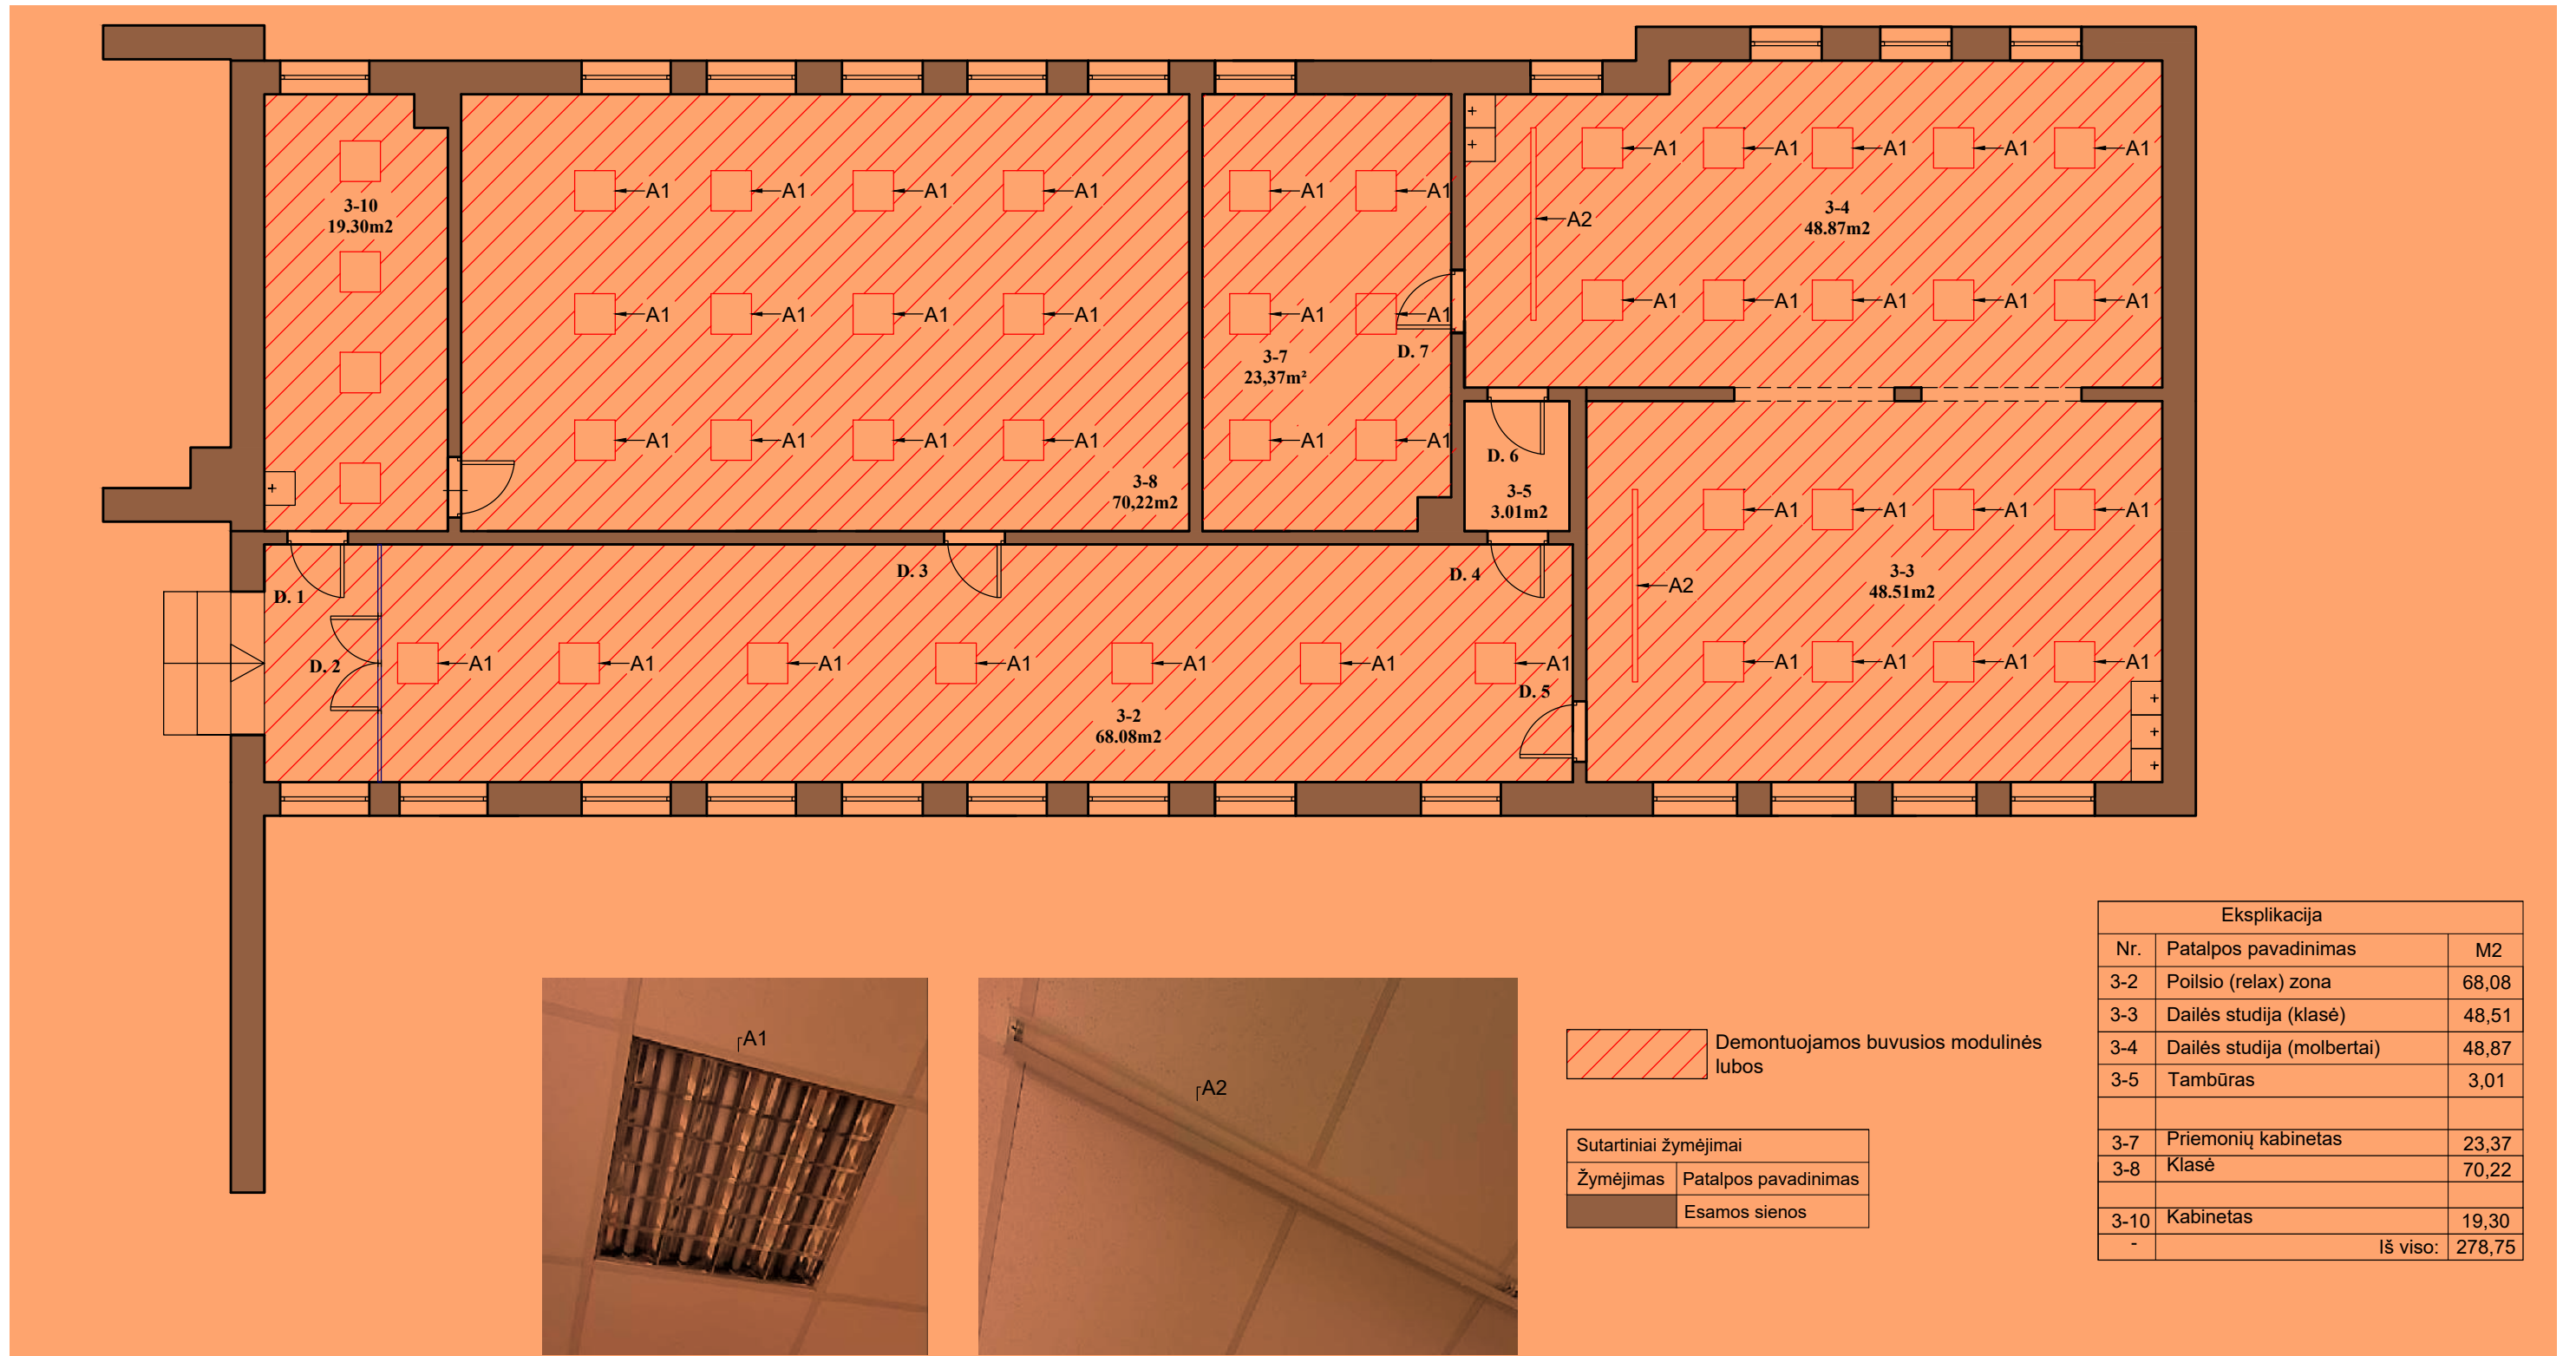 A1 A1 A1 A1 A1
3-10
19.30m2
A1 A1 A1 A1 A1 A1
3-4
48.87m2
A2
A1 A1 A1 A1 A1
A1 A1 A1 A1 A1 A1
D. 7
3-7
23,37m²
A1 A1 A1 A1 A1 A1
D. 6
3-8
70,22m2
3-5
3.01m2
A1 A1 A1 A1
D. 1
D. 3
D. 4
A2
3-3
48.51m2
D. 2
A1 A1 A1 A1 A1 A1 A1
A1 A1 A1 A1
D. 5
3-2
68.08m2
A1
A2
Demontuojamos buvusios modulinės
lubos
Sutartiniai žymėjimai
Žymėjimas Patalpos pavadinimas
Esamos sienos
Eksplikacija
Nr. Patalpos pavadinimas M2
3-2 Poilsio (relax) zona 68,08
3-3 Dailės studija (klasė) 48,51
3-4 Dailės studija (molbertai) 48,87
3-5 Tambūras 3,01
3-7 Priemonių kabinetas 23,37
3-8 Klasė 70,22
3-10 Kabinetas 19,30
- Iš viso: 278,75